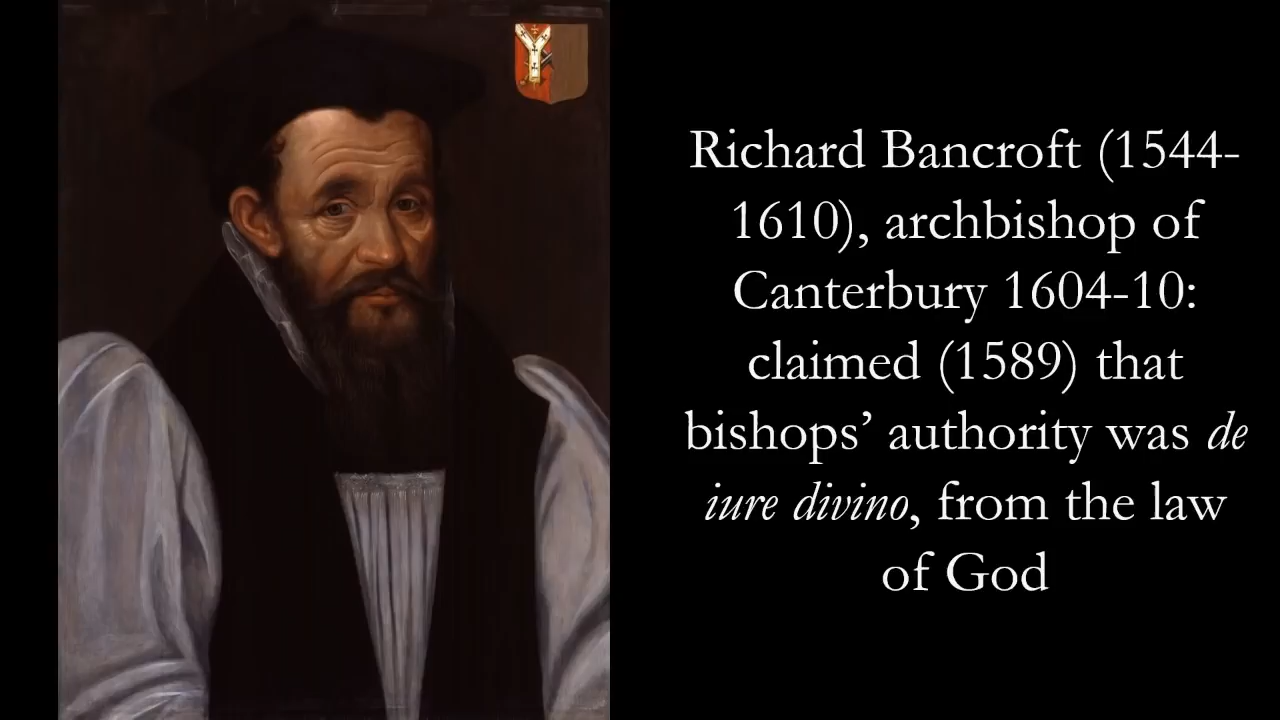 Richard Bancroft (1544-
1610), archbishop of
Canterbury 1604-10:
claimed (1589) that
bishops’ authority was de
iure divino, from the law
of God